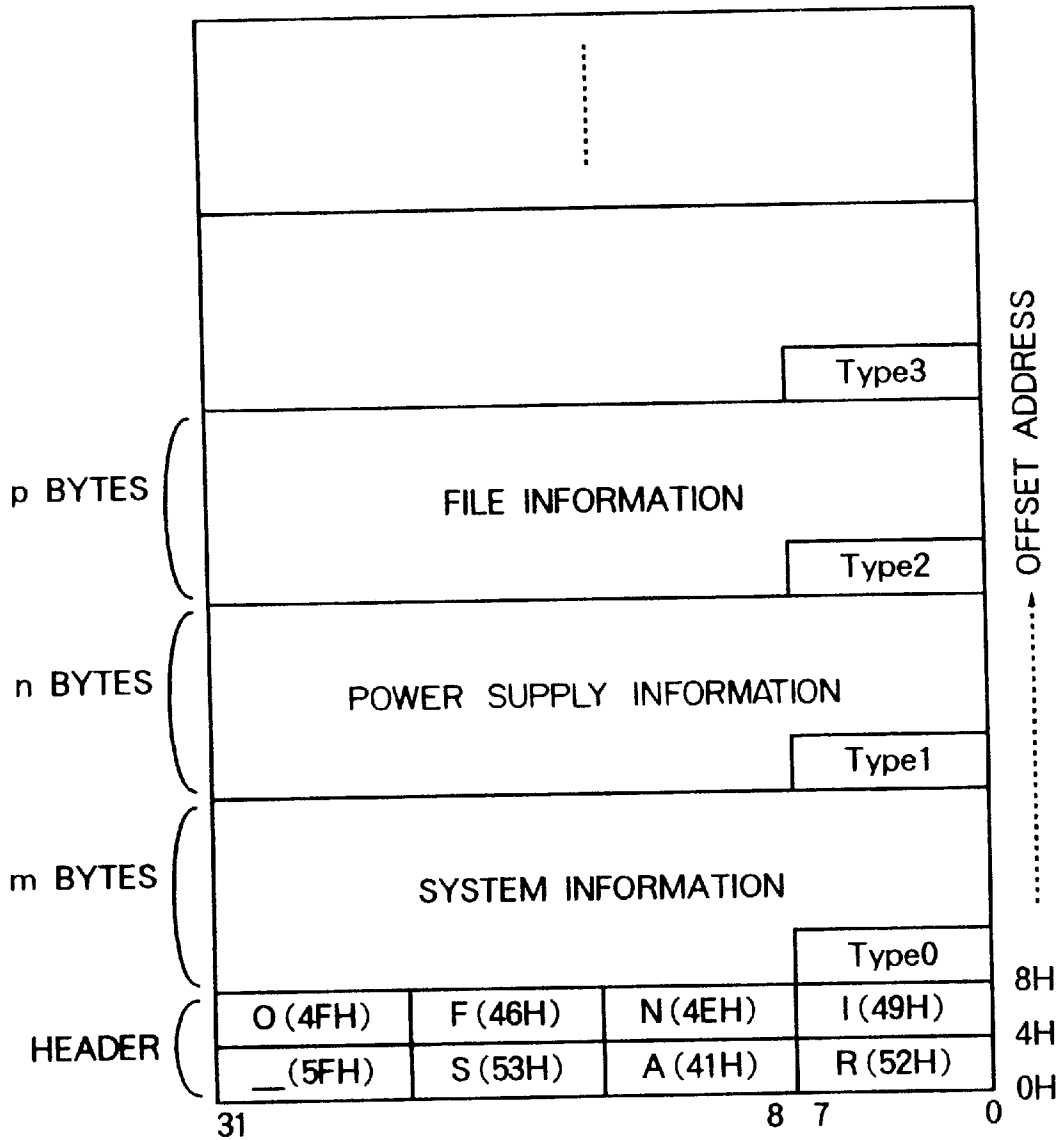 Type3
p BYTES
FILE INFORMATION
Type2
n BYTES
POWER SUPPLY INFORMATION
Type1
m BYTES
SYSTEM INFORMATION
Type0
8H
HEADER
O (4FH) F (46H) N (4EH) I (49H)
4H
_ (5FH) S (53H) A (41H) R (52H)
0H
31 8 7 0
OFFSET ADDRESS